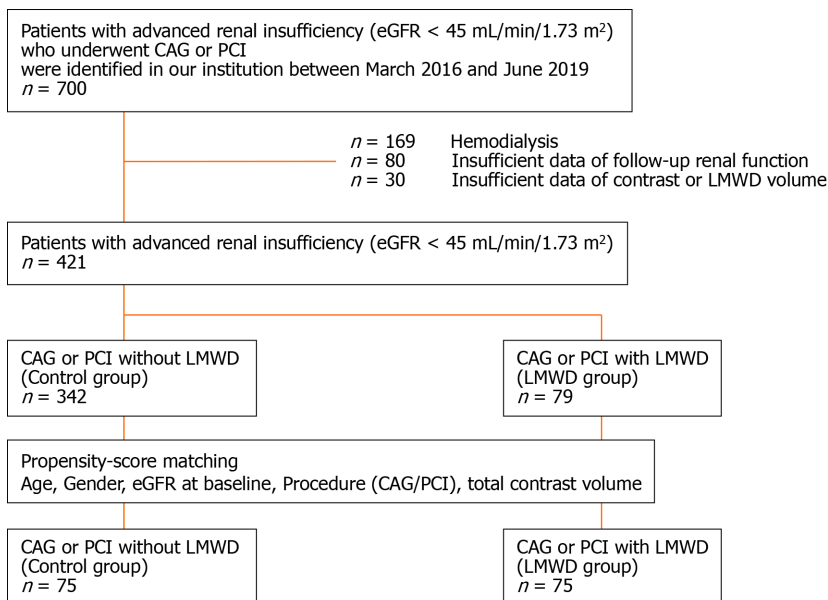 Patients with advanced renal insufficiency (eGFR < 45 mL/min/1.73 m²)
who underwent CAG or PCI
were identified in our institution between March 2016 and June 2019
n = 700
n = 169 Hemodialysis
n = 80 Insufficient data of follow-up renal function
n = 30 Insufficient data of contrast or LMWD volume
Patients with advanced renal insufficiency (eGFR < 45 mL/min/1.73 m²)
n = 421
CAG or PCI without LMWD
(Control group)
n = 342
CAG or PCI with LMWD
(LMWD group)
n = 79
Propensity-score matching
Age, Gender, eGFR at baseline, Procedure (CAG/PCI), total contrast volume
CAG or PCI without LMWD
(Control group)
n = 75
CAG or PCI with LMWD
(LMWD group)
n = 75